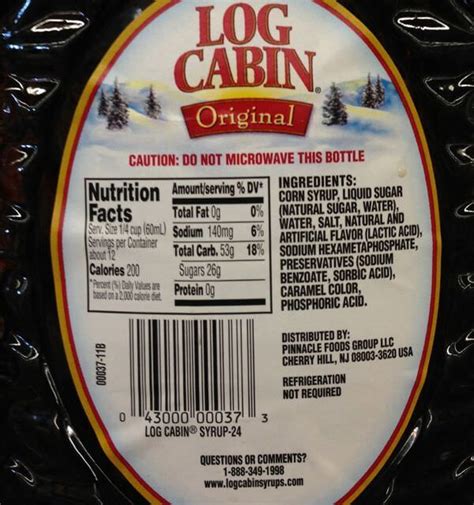 LOG
CABIN®
Original
CAUTION: DO NOT MICROWAVE THIS BOTTLE
Nutrition
Facts
Serv. Size 1/4 cup (60mL)
Servings per Container
about 12
Calories 200
*Percent (%) Daily Values are
based on a 2,000 calorie diet.
Amount/serving % DV*
Total Fat 0g 0%
Sodium 140mg 6%
Total Carb. 53g 18%
Sugars 26g
Protein 0g
INGREDIENTS:
CORN SYRUP, LIQUID SUGAR
(NATURAL SUGAR, WATER),
WATER, SALT, NATURAL AND
ARTIFICIAL FLAVOR (LACTIC ACID),
SODIUM HEXAMETAPHOSPHATE,
PRESERVATIVES (SODIUM
BENZOATE, SORBIC ACID),
CARAMEL COLOR,
PHOSPHORIC ACID.
DISTRIBUTED BY:
PINNACLE FOODS GROUP LLC
CHERRY HILL, NJ 08003-3620 USA
REFRIGERATION
NOT REQUIRED
00037-11B
0 43000 00037 3
LOG CABIN® SYRUP-24
QUESTIONS OR COMMENTS?
1-888-349-1998
www.logcabinsyrups.com